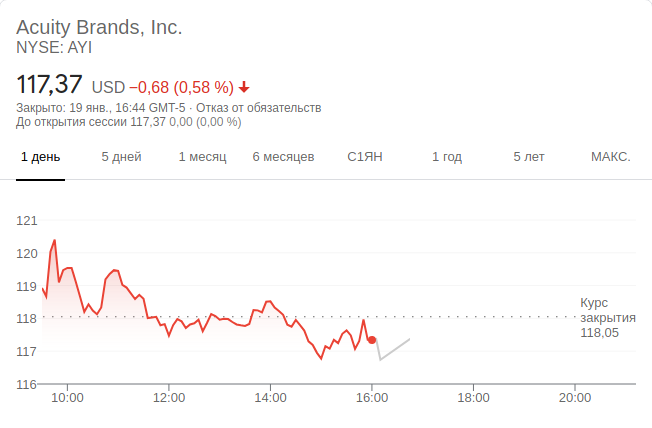 Acuity Brands, Inc.
NYSE: AYI
117,37 USD −0,68 (0,58 %)
Закрыто: 19 янв., 16:44 GMT-5 · Отказ от обязательств
До открытия сессии 117,37 0,00 (0,00 %)
1 день 5 дней 1 месяц 6 месяцев С1ЯН 1 год 5 лет МАКС.
121
120
119
118
117
116
Курс
закрытия
118,05
10:00 12:00 14:00 16:00 18:00 20:00